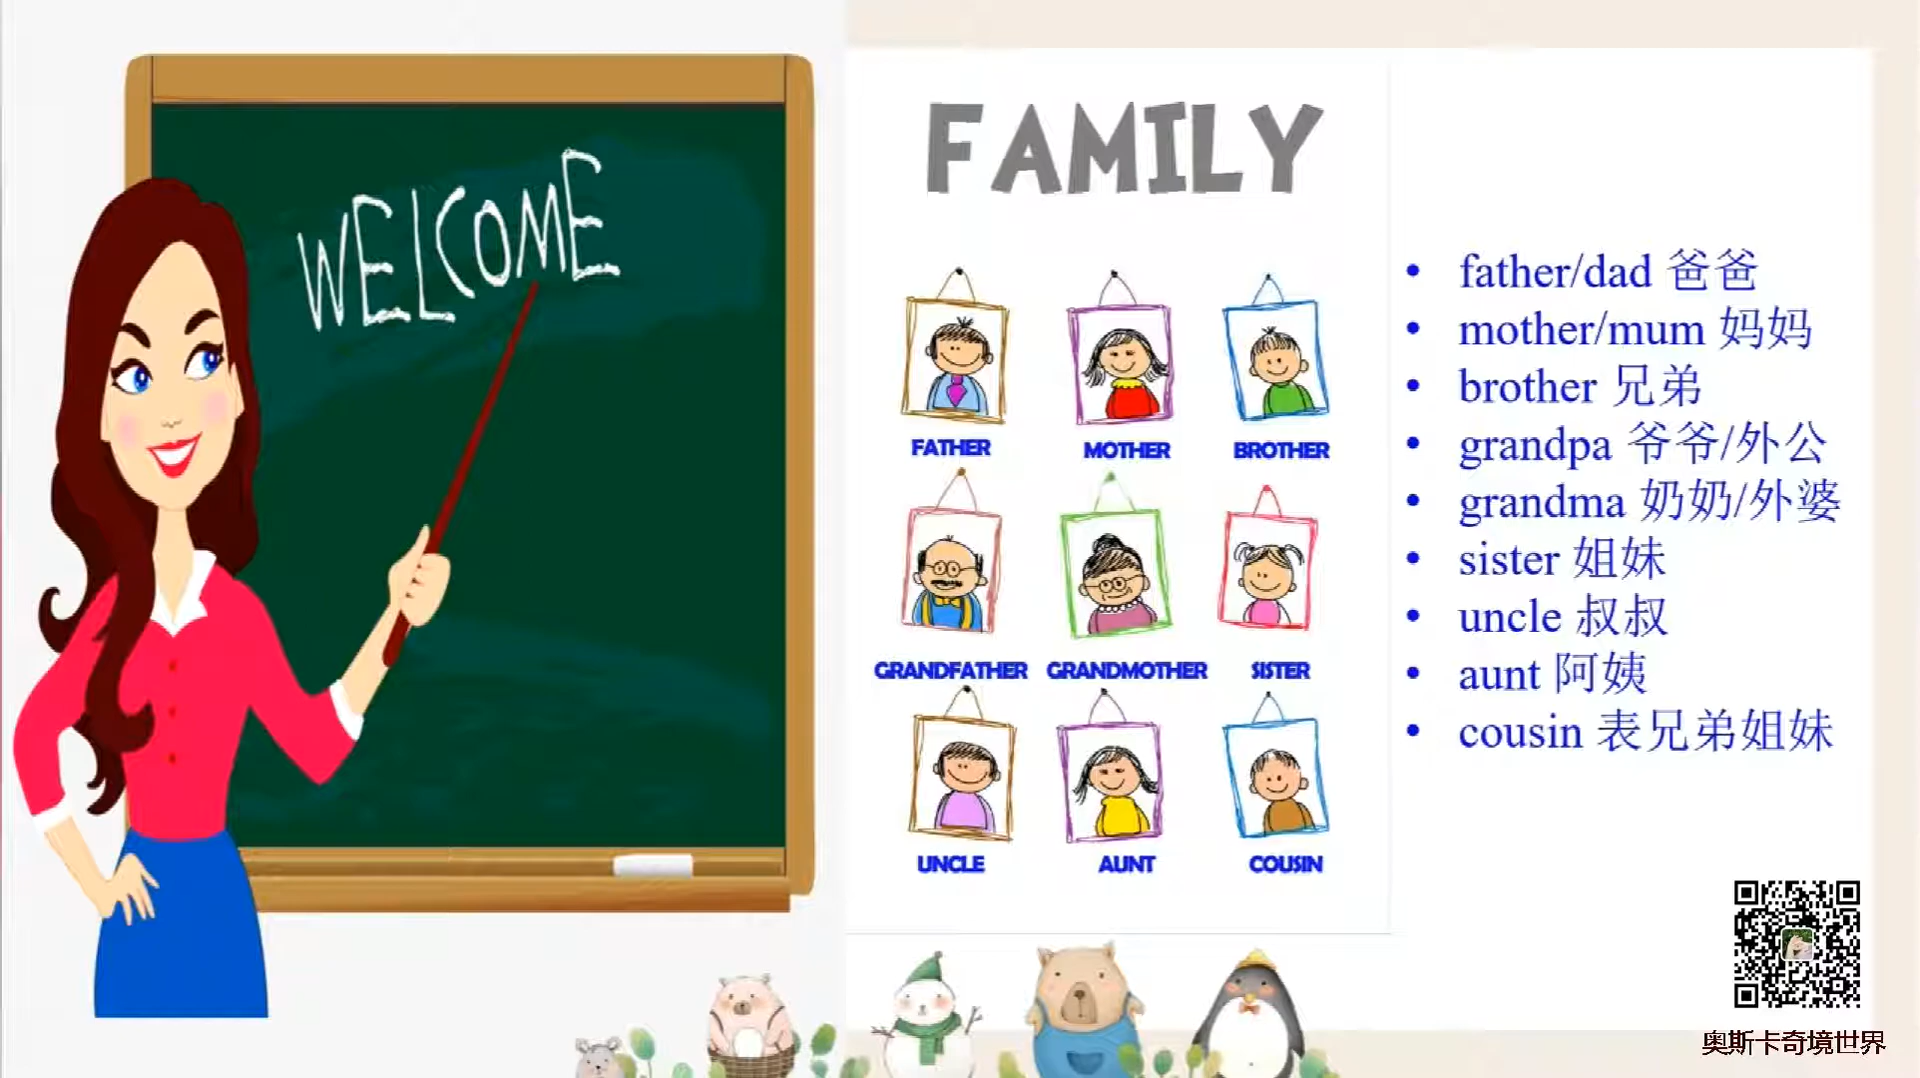 WELCOME
FAMILY
FATHER
MOTHER
BROTHER
GRANDFATHER
GRANDMOTHER
SISTER
UNCLE
AUNT
COUSIN
• father/dad 爸爸
• mother/mum 妈妈
• brother 兄弟
• grandpa 爷爷/外公
• grandma 奶奶/外婆
• sister 姐妹
• uncle 叔叔
• aunt 阿姨
• cousin 表兄弟姐妹
奥斯卡奇境世界